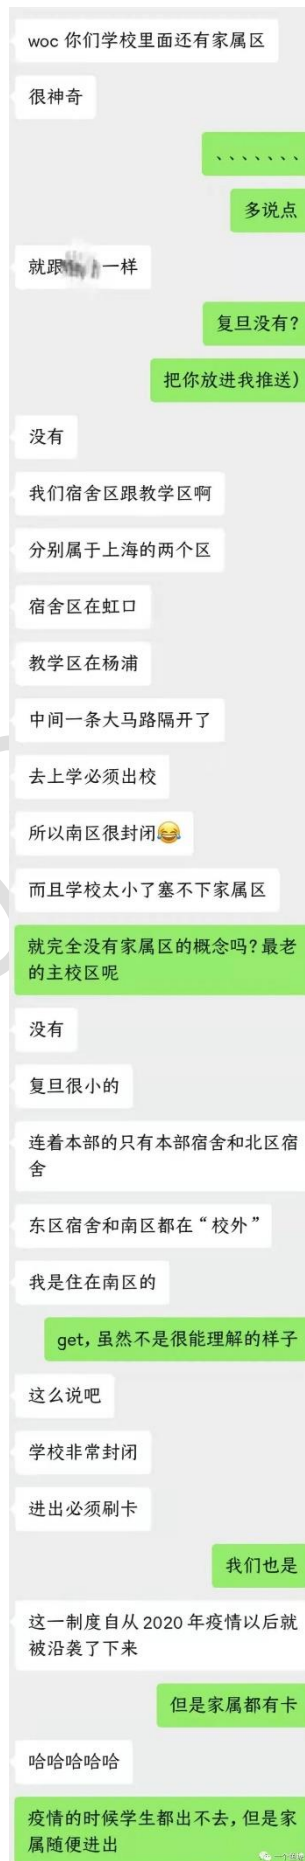 woc 你们学校里面还有家属区
很神奇
、、、、、、、
多说点
就跟 一样
复旦没有？
把你放进我推送）
没有
我们宿舍区跟教学区啊
分别属于上海的两个区
宿舍区在虹口
教学区在杨浦
中间一条大马路隔开了
去上学必须出校
所以南区很封闭😂
而且学校太小了塞不下家属区
就完全没有家属区的概念吗？最老
的主校区呢
没有
复旦很小的
连着本部的只有本部宿舍和北区宿
舍
东区宿舍和南区都在“校外”
我是住在南区的
get，虽然不是很能理解的样子
这么说吧
学校非常封闭
进出必须刷卡
我们也是
这一制度自从 2020 年疫情以后就
被沿袭了下来
但是家属都有卡
哈哈哈哈哈
疫情的时候学生都出不去，但是家
属随便进出